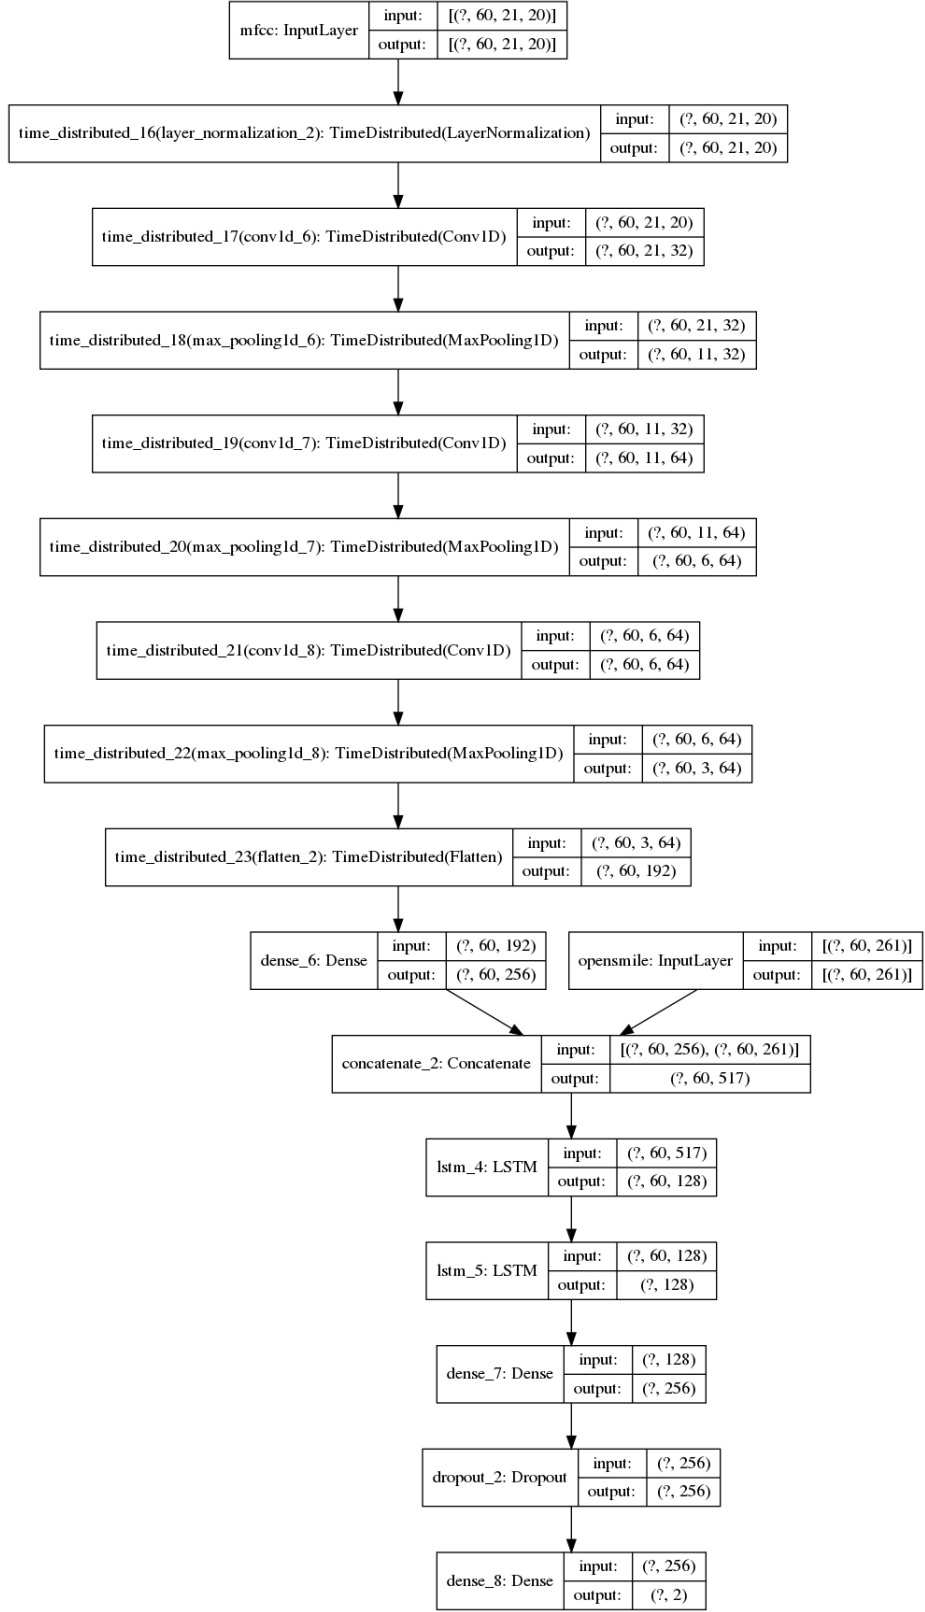 mfcc: InputLayer
input: [(?, 60, 21, 20)]
output: [(?, 60, 21, 20)]
time_distributed_16(layer_normalization_2): TimeDistributed(LayerNormalization)
input: (?, 60, 21, 20)
output: (?, 60, 21, 20)
time_distributed_17(conv1d_6): TimeDistributed(Conv1D)
input: (?, 60, 21, 20)
output: (?, 60, 21, 32)
time_distributed_18(max_pooling1d_6): TimeDistributed(MaxPooling1D)
input: (?, 60, 21, 32)
output: (?, 60, 11, 32)
time_distributed_19(conv1d_7): TimeDistributed(Conv1D)
input: (?, 60, 11, 32)
output: (?, 60, 11, 64)
time_distributed_20(max_pooling1d_7): TimeDistributed(MaxPooling1D)
input: (?, 60, 11, 64)
output: (?, 60, 6, 64)
time_distributed_21(conv1d_8): TimeDistributed(Conv1D)
input: (?, 60, 6, 64)
output: (?, 60, 6, 64)
time_distributed_22(max_pooling1d_8): TimeDistributed(MaxPooling1D)
input: (?, 60, 6, 64)
output: (?, 60, 3, 64)
time_distributed_23(flatten_2): TimeDistributed(Flatten)
input: (?, 60, 3, 64)
output: (?, 60, 192)
dense_6: Dense
input: (?, 60, 192)
output: (?, 60, 256)
opensmile: InputLayer
input: [(?, 60, 261)]
output: [(?, 60, 261)]
concatenate_2: Concatenate
input: [(?, 60, 256), (?, 60, 261)]
output: (?, 60, 517)
lstm_4: LSTM
input: (?, 60, 517)
output: (?, 60, 128)
lstm_5: LSTM
input: (?, 60, 128)
output: (?, 128)
dense_7: Dense
input: (?, 128)
output: (?, 256)
dropout_2: Dropout
input: (?, 256)
output: (?, 256)
dense_8: Dense
input: (?, 256)
output: (?, 2)